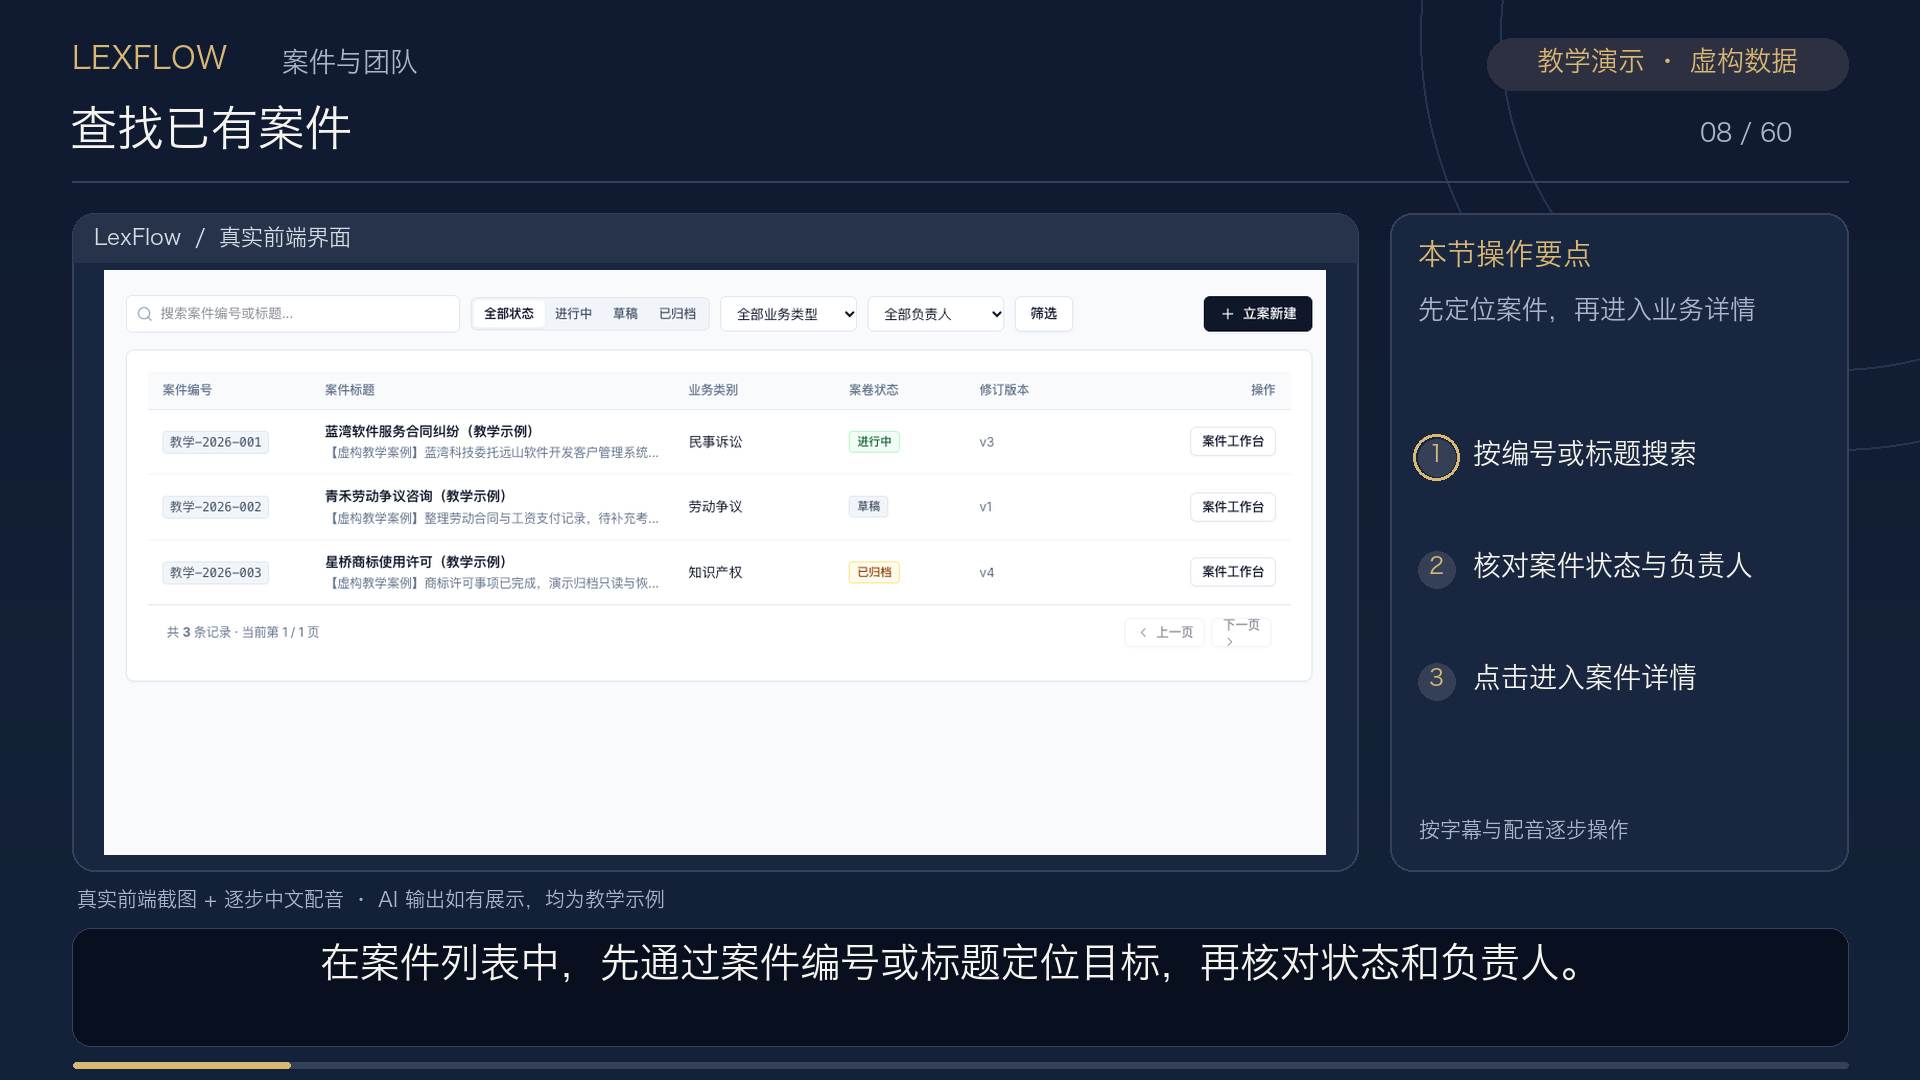 LEXFLOW 案件与团队
教学演示 · 虚构数据
查找已有案件
08 / 60
LexFlow / 真实前端界面
搜索案件编号或标题...
全部状态 进行中 草稿 已归档
全部业务类型
全部负责人
筛选
+ 立案新建
案件编号 案件标题 业务类别 案卷状态 修订版本 操作
教学-2026-001 蓝湾软件服务合同纠纷（教学示例） 民事诉讼 进行中 v3 案件工作台
【虚构教学案例】蓝湾科技委托远山软件开发客户管理系统...
教学-2026-002 青禾劳动争议咨询（教学示例） 劳动争议 草稿 v1 案件工作台
【虚构教学案例】整理劳动合同与工资支付记录，待补充考...
教学-2026-003 星桥商标使用许可（教学示例） 知识产权 已归档 v4 案件工作台
【虚构教学案例】商标许可事项已完成，演示归档只读与恢...
共 3 条记录 · 当前第 1 / 1 页
< 上一页
下一页 >
本节操作要点
先定位案件，再进入业务详情
1 按编号或标题搜索
2 核对案件状态与负责人
3 点击进入案件详情
按字幕与配音逐步操作
真实前端截图 + 逐步中文配音 · AI 输出如有展示，均为教学示例
在案件列表中，先通过案件编号或标题定位目标，再核对状态和负责人。